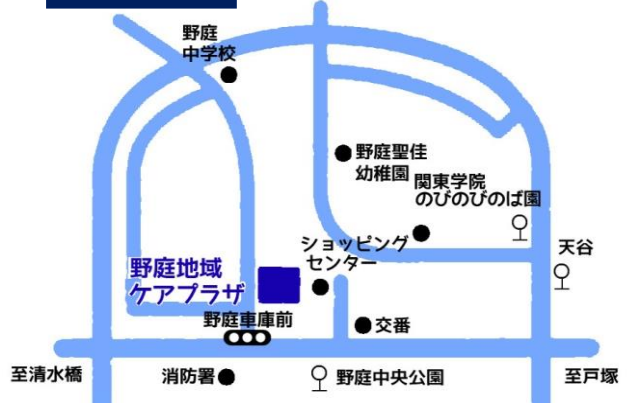 野庭
中学校
野庭聖佳
幼稚園
関東学院
のびのびのば園
天谷
ショッピング
センター
野庭地域
ケアプラザ
野庭車庫前
交番
至清水橋
消防署
野庭中央公園
至戸塚